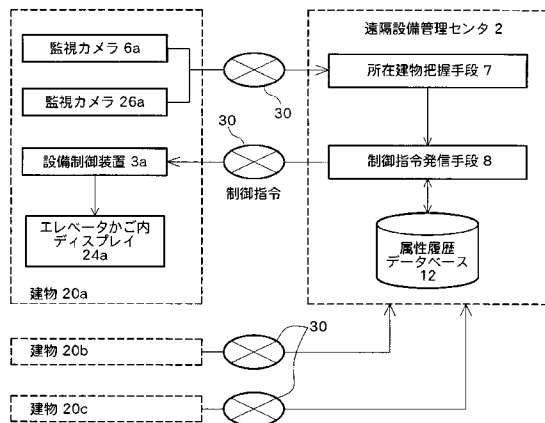 監視カメラ 6a
監視カメラ 26a
設備制御装置 3a
エレベータかご内
ディスプレイ
24a
建物 20a
30
30
制御指令
遠隔設備管理センタ 2
所在建物把握手段 7
制御指令発信手段 8
属性履歴
データベース
12
建物 20b
30
建物 20c